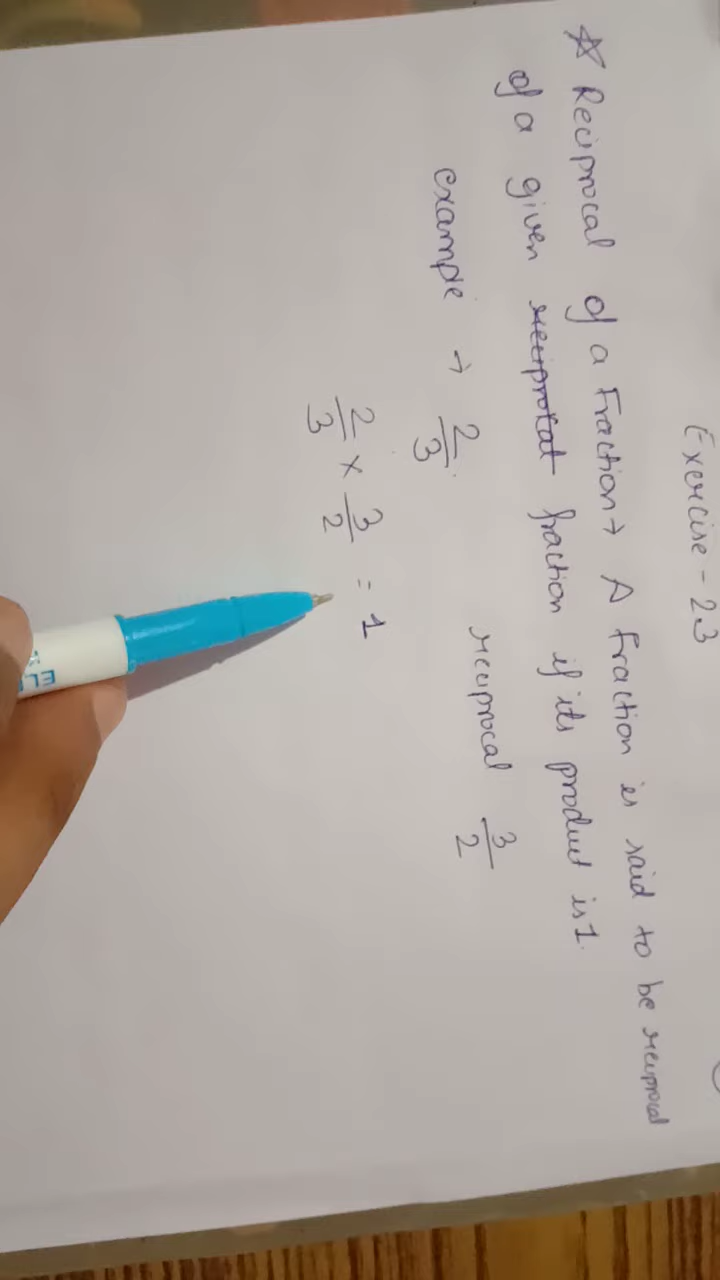 Exercise - 23
☆ Reciprocal of a Fraction → A fraction is said to be reciprocal
of a given reciprocal fraction if its product is 1.
example → 2/3 reciprocal 3/2
2/3 × 3/2 = 1